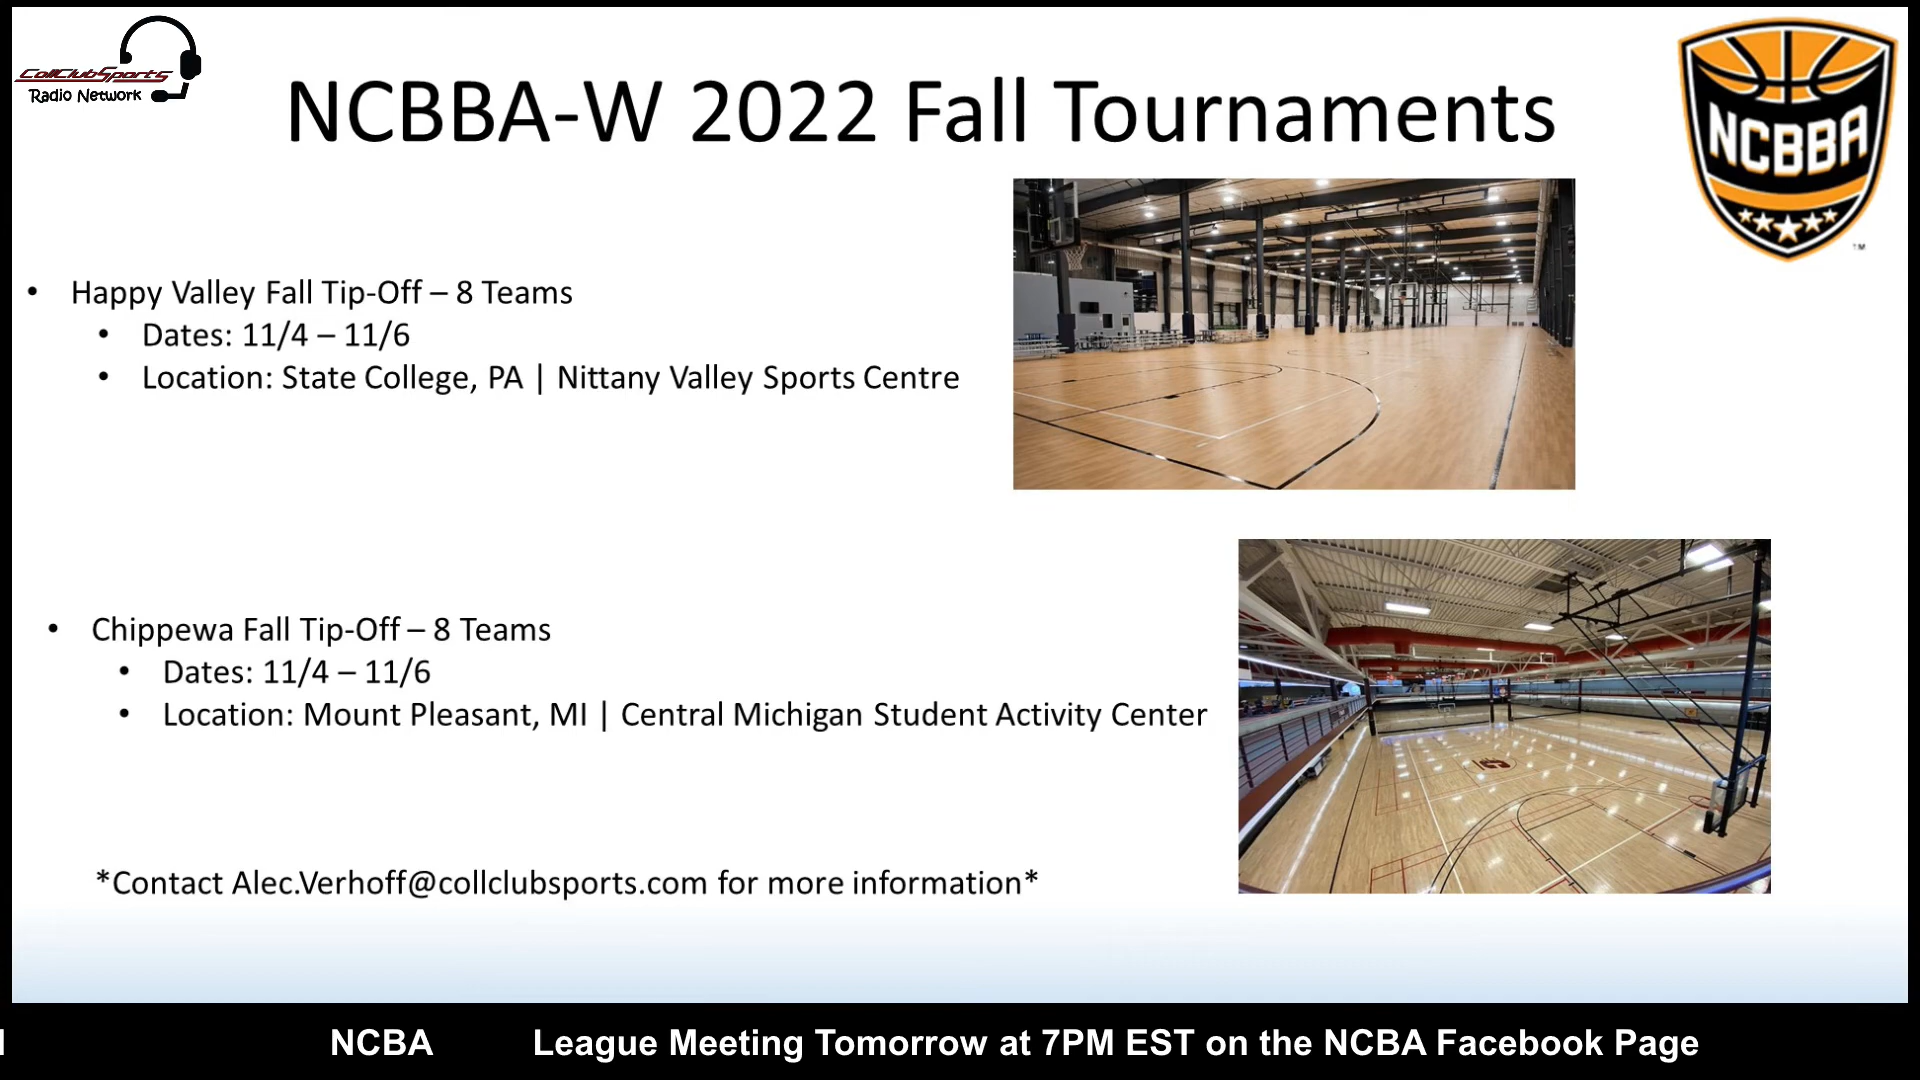 CollClubSports
Radio Network
NCBBA-W 2022 Fall Tournaments
NCBBA
TM
• Happy Valley Fall Tip-Off – 8 Teams
• Dates: 11/4 – 11/6
• Location: State College, PA | Nittany Valley Sports Centre
• Chippewa Fall Tip-Off – 8 Teams
• Dates: 11/4 – 11/6
• Location: Mount Pleasant, MI | Central Michigan Student Activity Center
C
*Contact Alec.Verhoff@collclubsports.com for more information*
NCBA League Meeting Tomorrow at 7PM EST on the NCBA Facebook Page